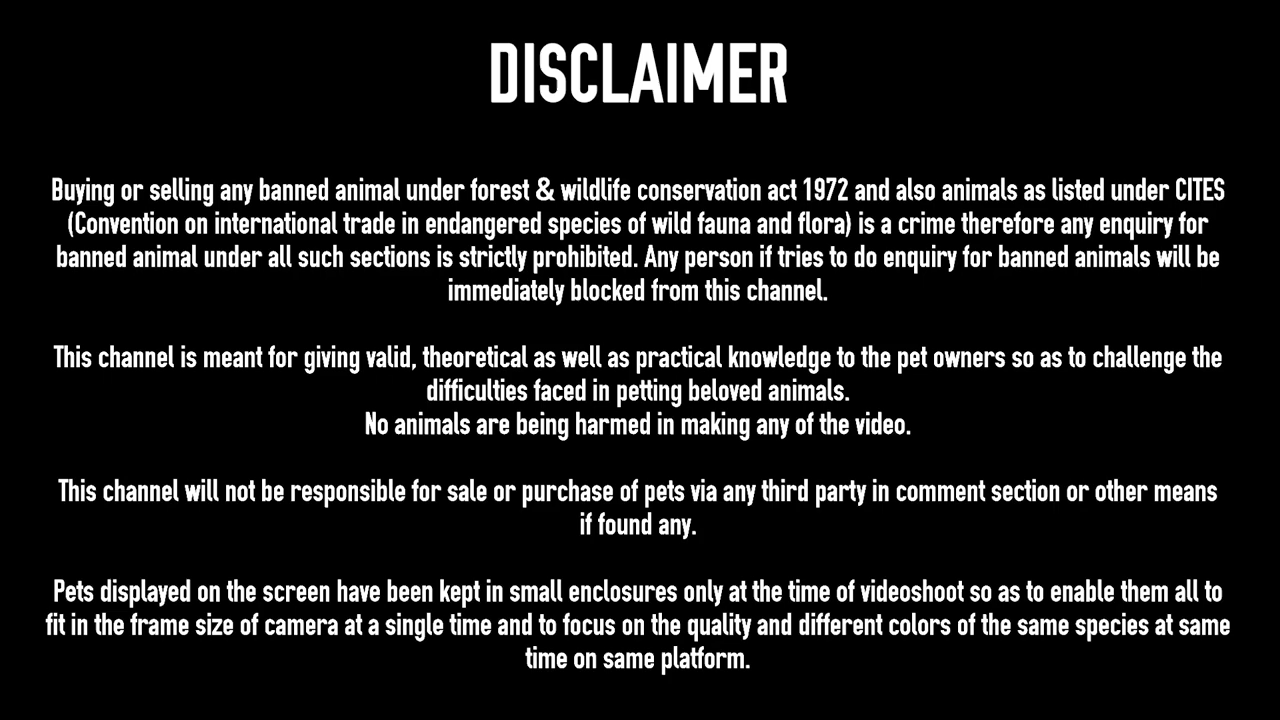 DISCLAIMER
Buying or selling any banned animal under forest & wildlife conservation act 1972 and also animals as listed under CITES
(Convention on international trade in endangered species of wild fauna and flora) is a crime therefore any enquiry for
banned animal under all such sections is strictly prohibited. Any person if tries to do enquiry for banned animals will be
immediately blocked from this channel.
This channel is meant for giving valid, theoretical as well as practical knowledge to the pet owners so as to challenge the
difficulties faced in petting beloved animals.
No animals are being harmed in making any of the video.
This channel will not be responsible for sale or purchase of pets via any third party in comment section or other means
if found any.
Pets displayed on the screen have been kept in small enclosures only at the time of videoshoot so as to enable them all to
fit in the frame size of camera at a single time and to focus on the quality and different colors of the same species at same
time on same platform.